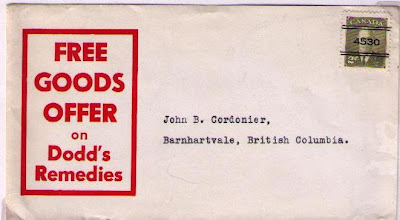 FREE
GOODS
OFFER
on
Dodd's
Remedies
CANADA
4530
John B. Cordonier,
Barnhartvale, British Columbia.